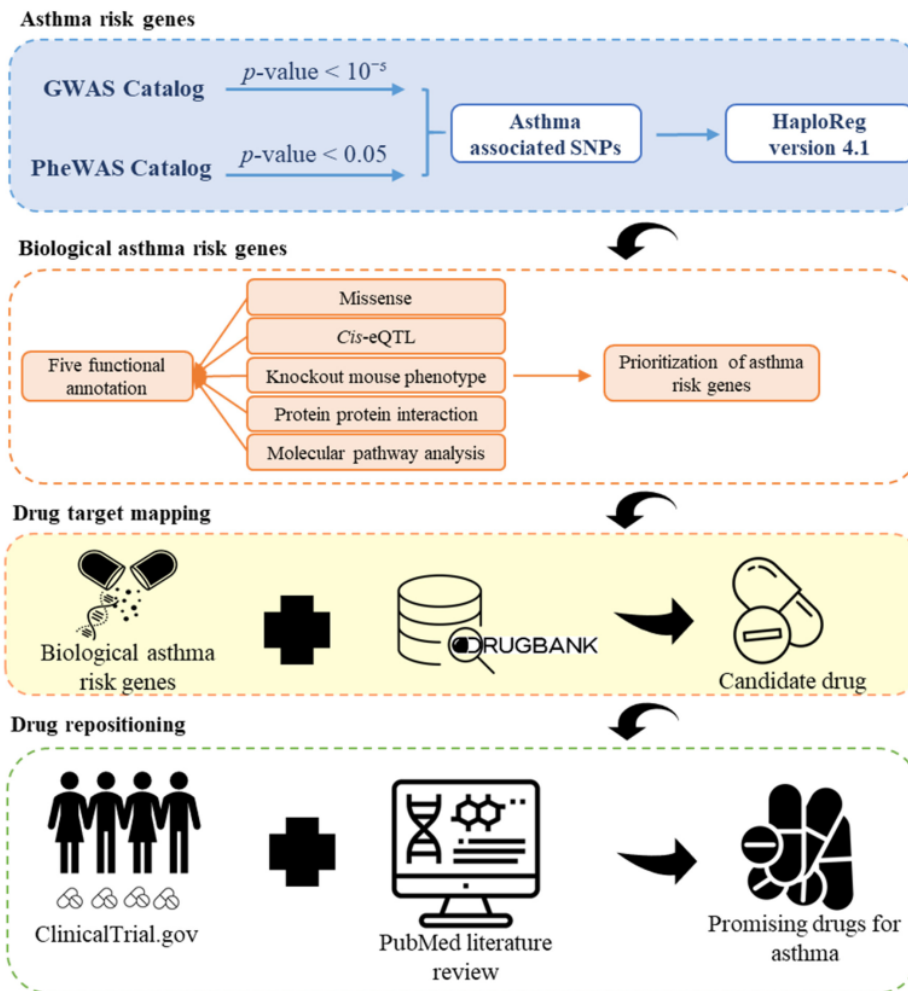 Asthma risk genes
GWAS Catalog
p-value < 10⁻⁵
PheWAS Catalog
p-value < 0.05
Asthma
associated SNPs
HaploReg
version 4.1
Biological asthma risk genes
Five functional
annotation
Missense
Cis-eQTL
Knockout mouse phenotype
Protein protein interaction
Molecular pathway analysis
Prioritization of asthma
risk genes
Drug target mapping
Biological asthma
risk genes
DRUGBANK
Candidate drug
Drug repositioning
ClinicalTrial.gov
PubMed literature
review
Promising drugs for
asthma